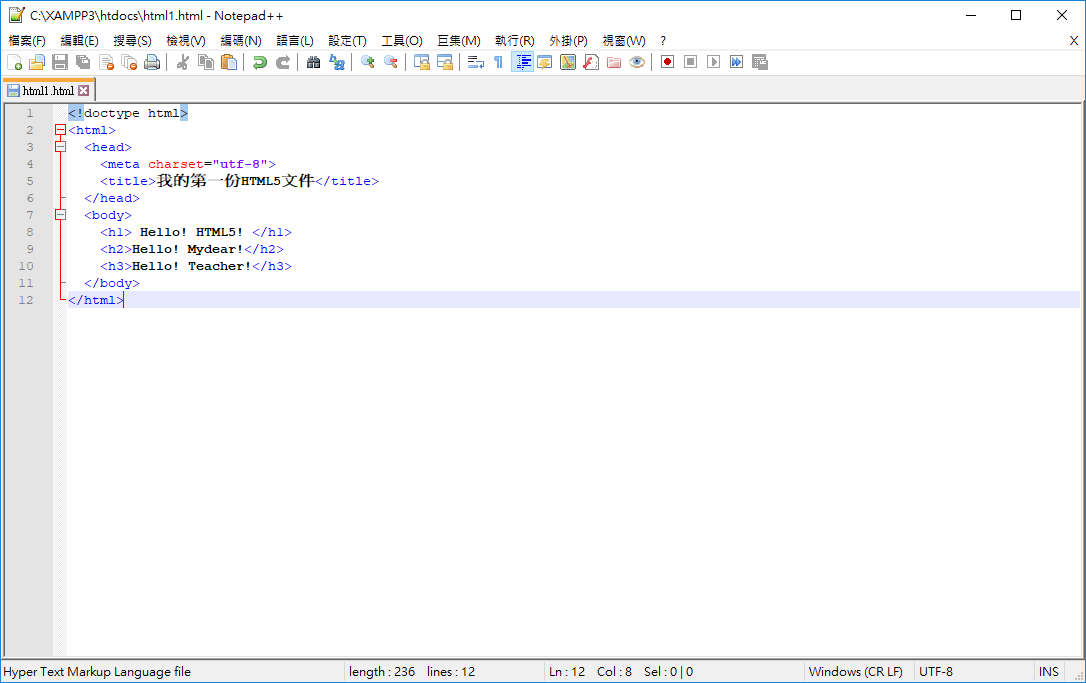 C:\XAMPP3\htdocs\html1.html - Notepad++
檔案(F) 編輯(E) 搜尋(S) 檢視(V) 編碼(N) 語言(L) 設定(T) 工具(O) 巨集(M) 執行(R) 外掛(P) 視窗(W) ? X
html1.html
1 <!doctype html>
2 <html>
3 <head>
4 <meta charset="utf-8">
5 <title>我的第一份HTML5文件</title>
6 </head>
7 <body>
8 <h1> Hello! HTML5! </h1>
9 <h2>Hello! Mydear!</h2>
10 <h3>Hello! Teacher!</h3>
11 </body>
12 </html>
Hyper Text Markup Language file length : 236 lines : 12 Ln : 12 Col : 8 Sel : 0 | 0 Windows (CR LF) UTF-8 INS